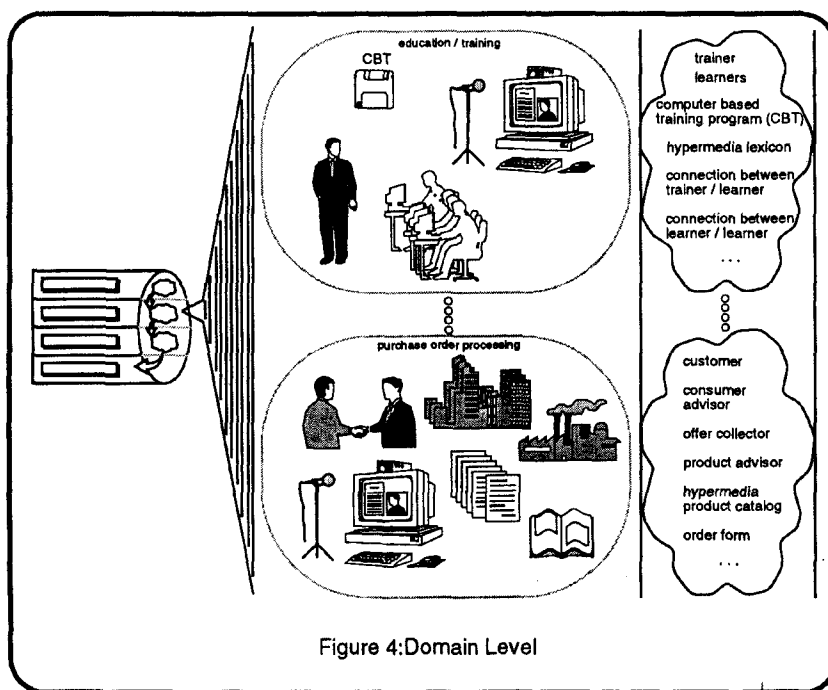 education / training
CBT
trainer
learners
computer based
training program (CBT)
hypermedia lexicon
connection between
trainer / learner
connection between
learner / learner
. . .
purchase order processing
customer
consumer
advisor
offer collector
product advisor
hypermedia
product catalog
order form
. . .
Figure 4:Domain Level